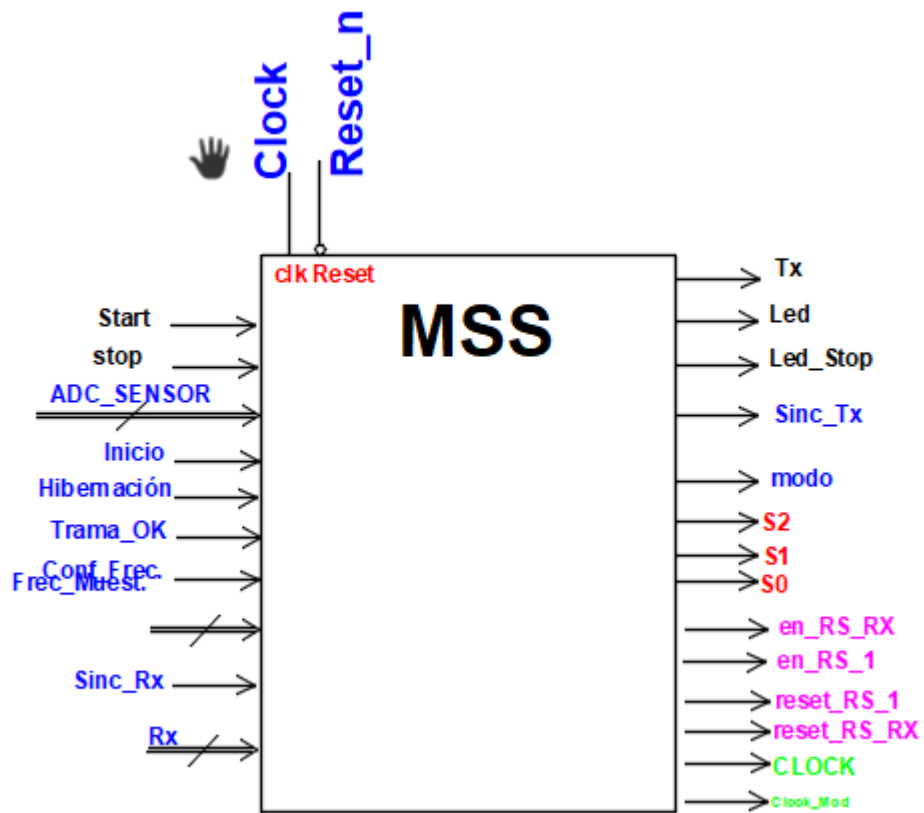 Clock
Reset_n
clk Reset
MSS
Start
stop
ADC_SENSOR
Inicio
Hibernación
Trama_OK
Conf_Frec.
Frec_Muest.
Sinc_Rx
Rx
Tx
Led
Led_Stop
Sinc_Tx
modo
S2
S1
S0
en_RS_RX
en_RS_1
reset_RS_1
reset_RS_RX
CLOCK
Clook_Mod